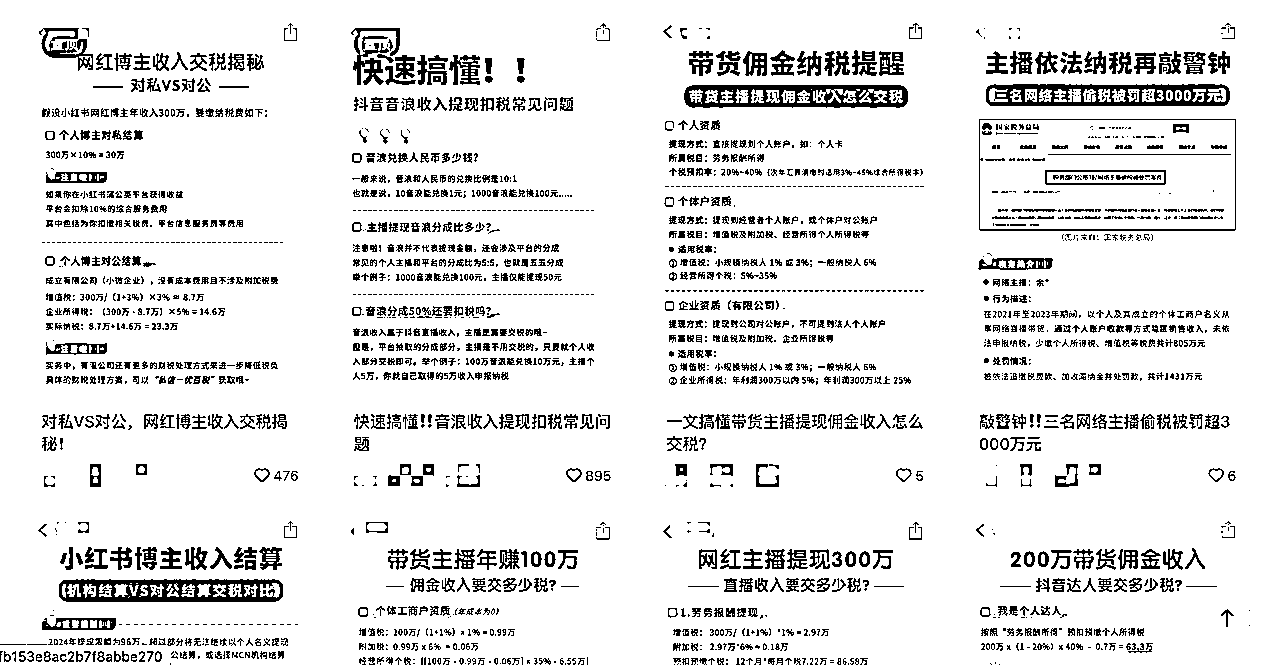 网红博主收入交税揭秘
—— 对私VS对公 ——
假设小红书网红博主年收入300万，要缴纳税费如下：
个人博主对私结算
300万×10% = 30万
注意啦！！
如果你在小红书蒲公英平台获得收益
平台会扣除10%的综合服务费用
其中包括为你扣缴相关税费、平台信息服务费等费用
个人博主对公结算
成立有限公司（小微企业），没有成本费用且不涉及附加税费
增值税：300万/（1+3%）×3% ≈ 8.7万
企业所得税：（300万 - 8.7万）×5% = 14.6万
实际纳税：8.7万+14.6万 = 23.3万
注意啦！！
实务中，有限公司还有更多的财税处理方式来进一步降低税负
具体的财税处理方案，可以
对私VS对公，网红博主收入交税揭
秘！
476
置顶
快速搞懂！！
抖音音浪收入提现扣税常见问题
音浪兑换人民币多少钱？
一般来说，音浪和人民币的兑换比例是10:1
也就是说，10音浪能兑换1元；1000音浪能兑换100元……
主播提现音浪分成比多少？
注意啦！音浪并不代表提现金额，还会涉及平台的分成
常见的个人主播和平台的分成比为5:5，也就是五五分成
举个例子：1000音浪能兑换100元，主播仅能提现50元
音浪分成50%还要扣税吗？
音浪收入属于抖音直播收入，主播是需要交税的哦~
但是，平台抽取的分成部分，主播是不用交税的，只要就个人收
入部分交税即可。举个例子：100万音浪能兑换10万元，主播个
人5万，你就自己取得的5万收入申报纳税
快速搞懂!!音浪收入提现扣税常见问
题
895
带货佣金纳税提醒
带货主播提现佣金收入怎么交税
个人资质
提现方式：直接提现到个人账户，如：个人卡
所属税目：劳务报酬所得
个税预扣率：20%~40%（次年汇算清缴时适用3%~45%综合所得税率）
个体户资质
提现方式：提现到经营者个人账户，或个体户对公账户
所属税目：增值税及附加税、经营所得个人所得税等
● 适用税率：
① 增值税：小规模纳税人 1% 或 3%；一般纳税人 6%
② 经营所得个税：5%~35%
企业资质（有限公司）
提现方式：提现到公司对公账户，不可提到法人个人账户
所属税目：增值税及附加税、企业所得税等
● 适用税率：
① 增值税：小规模纳税人 1% 或 3%；一般纳税人 6%
② 企业所得税：年利润300万以内 5%；年利润300万以上 25%
一文搞懂带货主播提现佣金收入怎么
交税?
5
主播依法纳税再敲警钟
三名网络主播偷税被罚超3000万元
国家税务总局
（图片来源：国家税务总局）
● 网络主播：余*
● 行为描述：
在2021年至2023年期间，以个人及其成立的个体工商户名义从
事网络直播带货，通过个人账户收款等方式隐匿销售收入，未依
法申报纳税，少缴个人所得税、增值税等税费共计805万元
● 处罚情况：
被依法追缴税费款、加收滞纳金并处罚款，共计1431万元
敲警钟!!三名网络主播偷税被罚超3
000万元
6
小红书博主收入结算
（机构结算VS对公结算交税对比）
2024年提现限额为96万，超过部分将无法继续以个人名义提现
公结算，或选择MCN机构结算
fb153e8ac2b7f8abbe270
带货主播年赚100万
— 佣金收入要交多少税? —
个体工商户资质（年成本为0）
增值税：100万/（1+1%）x 1% = 0.99万
附加税：0.99万 x 6% = 0.06万
经营所得个税：[(100万 - 0.99万 - 0.06万) x 35% - 6.55万]
网红主播提现300万
—— 直播收入要交多少税? ——
1.劳务报酬提现
增值税：300万/（1+1%）*1% = 2.97万
附加税：2.97万*6% ≈ 0.18万
预扣预缴个税：12个月*每月个税7.22万 = 86.58万
200万带货佣金收入
—— 抖音达人要交多少税? ——
我是个人达人
按照“劳务报酬所得”预扣预缴个人所得税
200万 x（1 - 20%）x 40% - 0.7万 = 63.3万